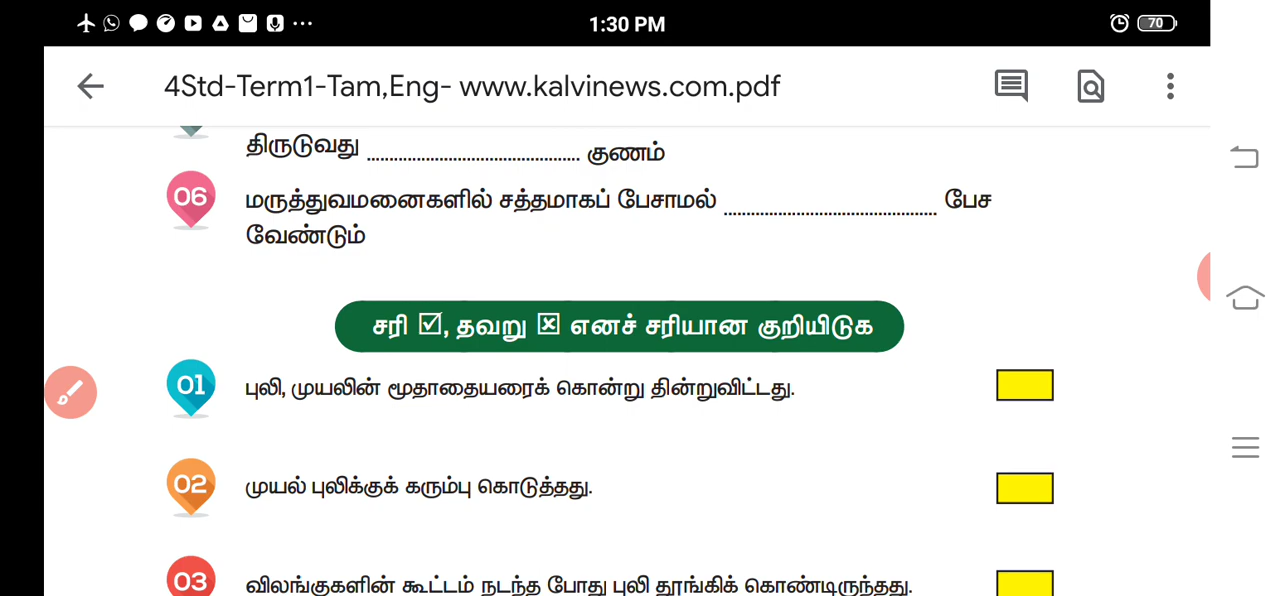 1:30 PM
70
4Std-Term1-Tam,Eng- www.kalvinews.com.pdf
திருடுவது ........................................... குணம்
06 மருத்துவமனைகளில் சத்தமாகப் பேசாமல் ........................................... பேச
வேண்டும்
சரி ☑, தவறு ☒ எனச் சரியான குறியிடுக
01 புலி, முயலின் மூதாதையரைக் கொன்று தின்றுவிட்டது.
02 முயல் புலிக்குக் கரும்பு கொடுத்தது.
03 விலங்குகளின் கூட்டம் நடந்த போது புலி தூங்கிக் கொண்டிருந்தது.